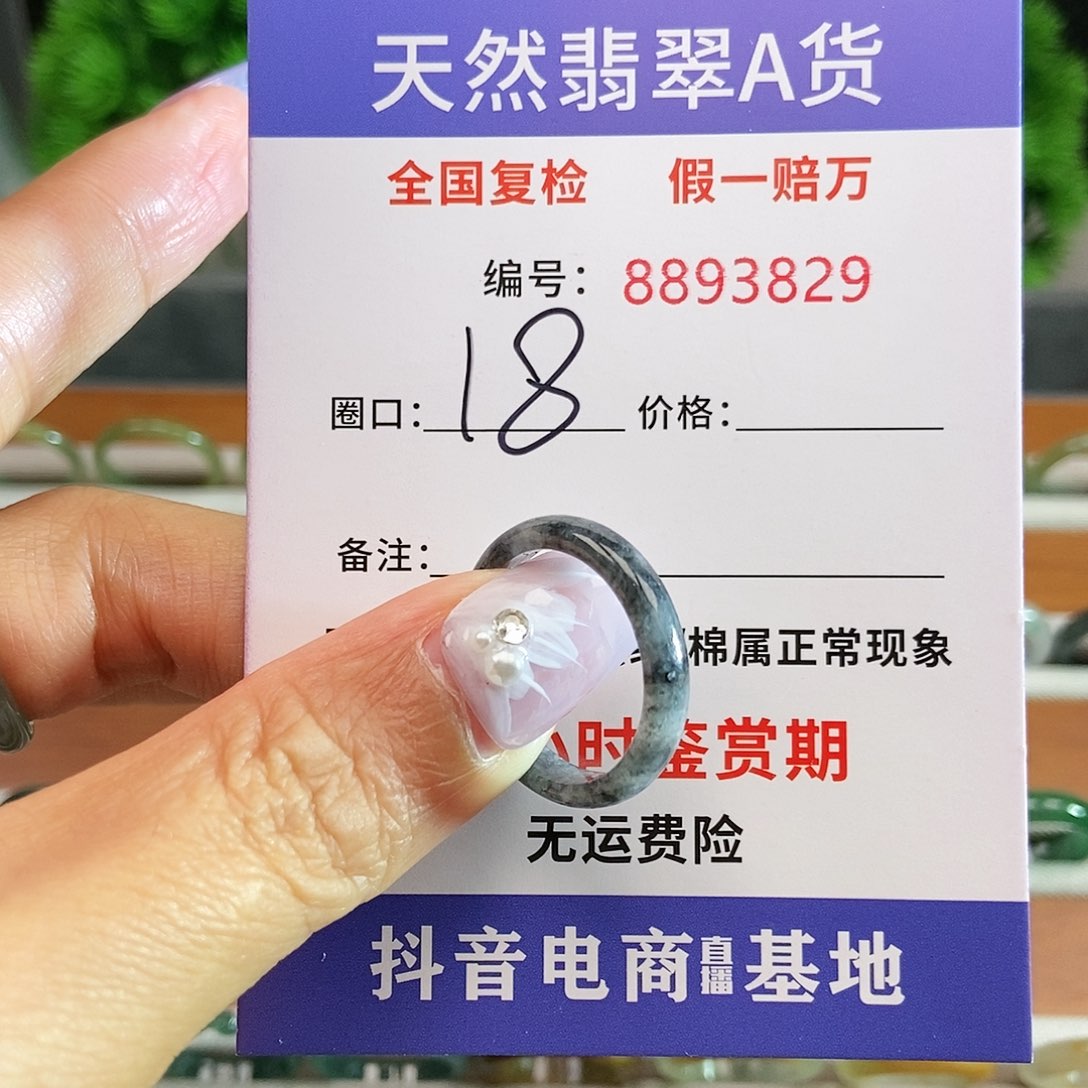 天然翡翠A货
全国复检 假一赔万
编号：8893829
圈口：18 价格：
备注：
棉属正常现象
时鉴赏期
无运费险
抖音电商直播基地